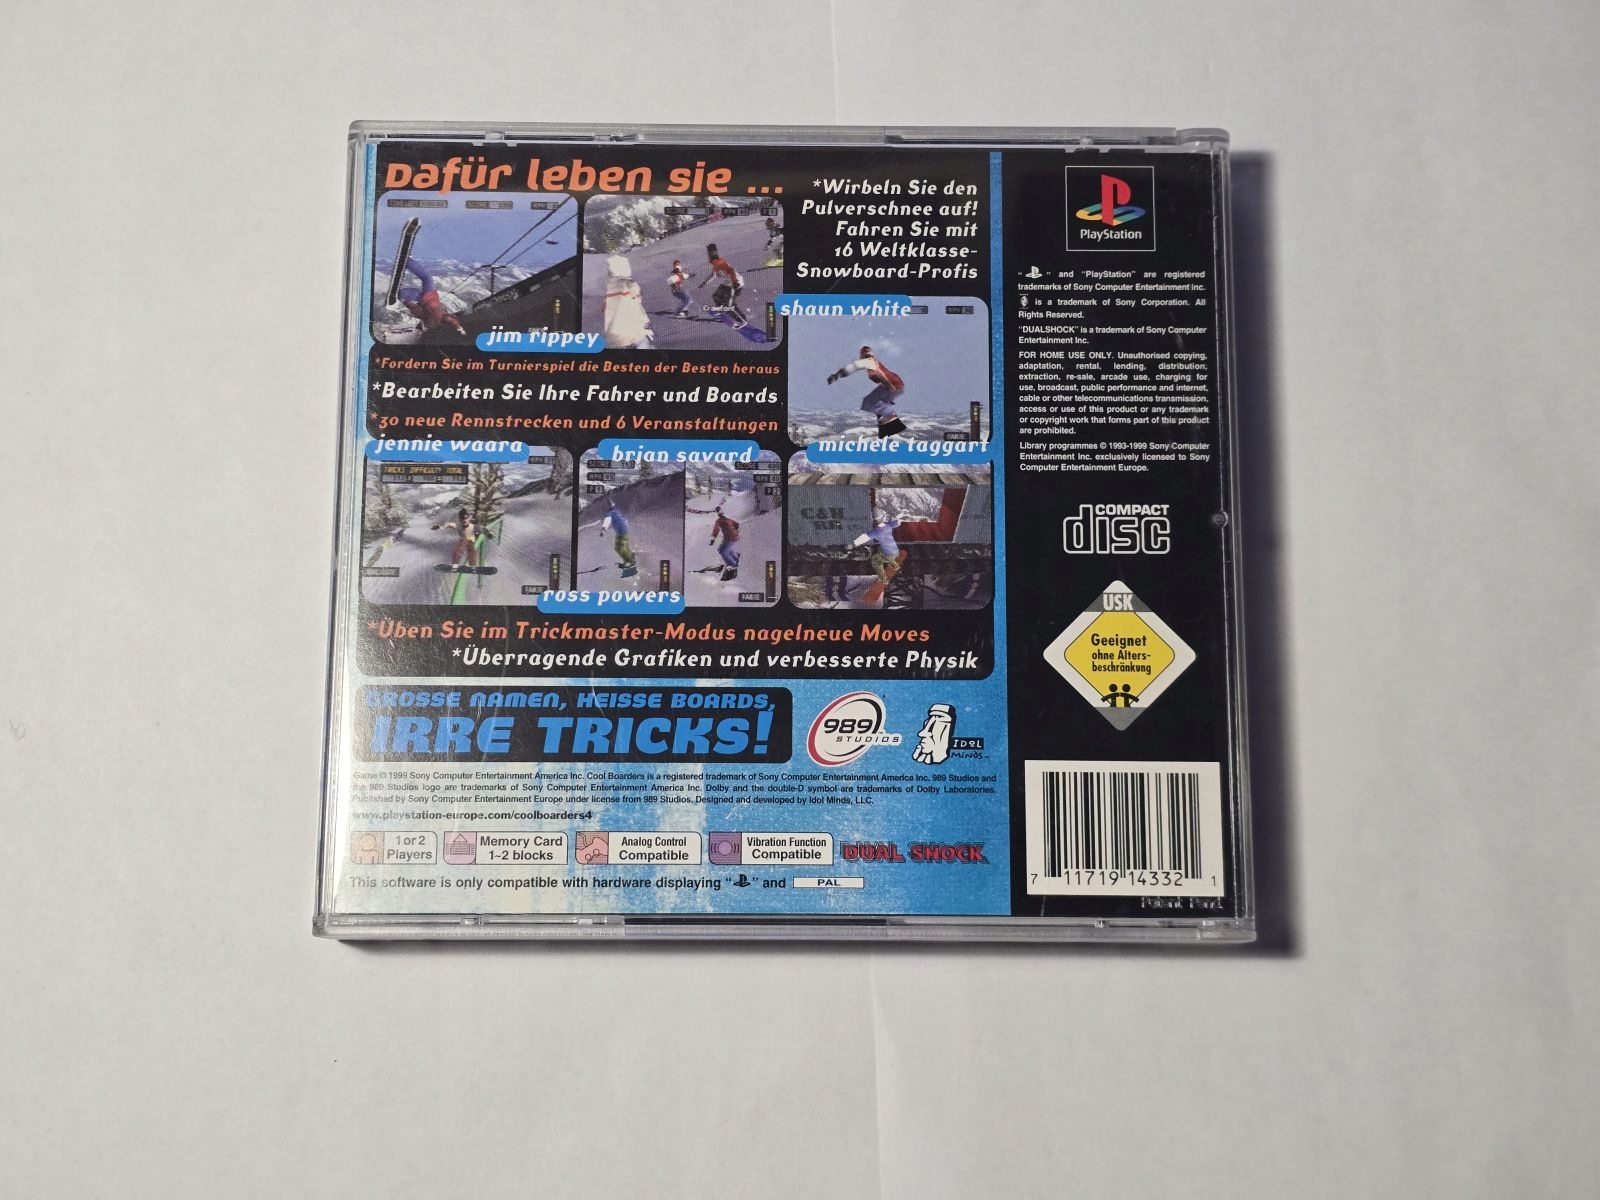 Dafür leben sie ...
*Wirbeln Sie den
Pulverschnee auf!
Fahren Sie mit
16 Weltklasse-
Snowboard-Profis
jim rippey
shaun white
*Fordern Sie im Turnierspiel die Besten der Besten heraus
*Bearbeiten Sie Ihre Fahrer und Boards
*30 neue Rennstrecken und 6 Veranstaltungen
jennie waara
brian savard
michele taggart
TRICKS DIFFICULTY TOTAL
C&H
ross powers
*Üben Sie im Trickmaster-Modus nagelneue Moves
*Überragende Grafiken und verbesserte Physik
GROSSE NAMEN, HEISSE BOARDS,
IRRE TRICKS!
989
STUDIOS
IDOL
MINDS
Game © 1999 Sony Computer Entertainment America Inc. Cool Boarders is a registered trademark of Sony Computer Entertainment America Inc. 989 Studios and
the 989 Studios logo are trademarks of Sony Computer Entertainment America Inc. Dolby and the double-D symbol are trademarks of Dolby Laboratories.
Published by Sony Computer Entertainment Europe under license from 989 Studios. Designed and developed by Idol Minds, LLC.
www.playstation-europe.com/coolboarders4
1 or 2
Players
Memory Card
1~2 blocks
Analog Control
Compatible
Vibration Function
Compatible
DUAL SHOCK
This software is only compatible with hardware displaying " " and PAL
PlayStation
" " and "PlayStation" are registered
trademarks of Sony Computer Entertainment Inc.
is a trademark of Sony Corporation. All
Rights Reserved.
"DUALSHOCK" is a trademark of Sony Computer
Entertainment Inc.
FOR HOME USE ONLY. Unauthorised copying,
adaptation, rental, lending, distribution,
extraction, re-sale, arcade use, charging for
use, broadcast, public performance and internet,
cable or other telecommunications transmission,
access or use of this product or any trademark
or copyright work that forms part of this product
are prohibited.
Library programmes © 1993-1999 Sony Computer
Entertainment Inc. exclusively licensed to Sony
Computer Entertainment Europe.
COMPACT
disc
USK
Geeignet
ohne Alters-
beschränkung
7 11719 14332 1